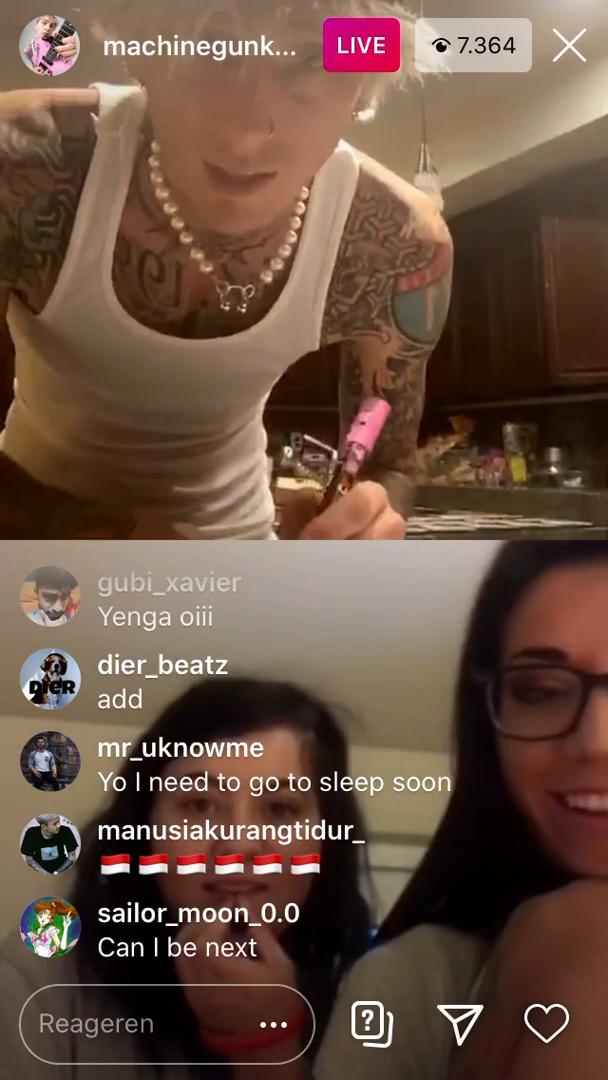 machinegunk...
LIVE
7.364
gubi_xavier
Yenga oiii
DIER
dier_beatz
add
mr_uknowme
Yo I need to go to sleep soon
manusiakurangtidur_
🇮🇩 🇮🇩 🇮🇩 🇮🇩 🇮🇩 🇮🇩
sailor_moon_0.0
Can I be next
Reageren